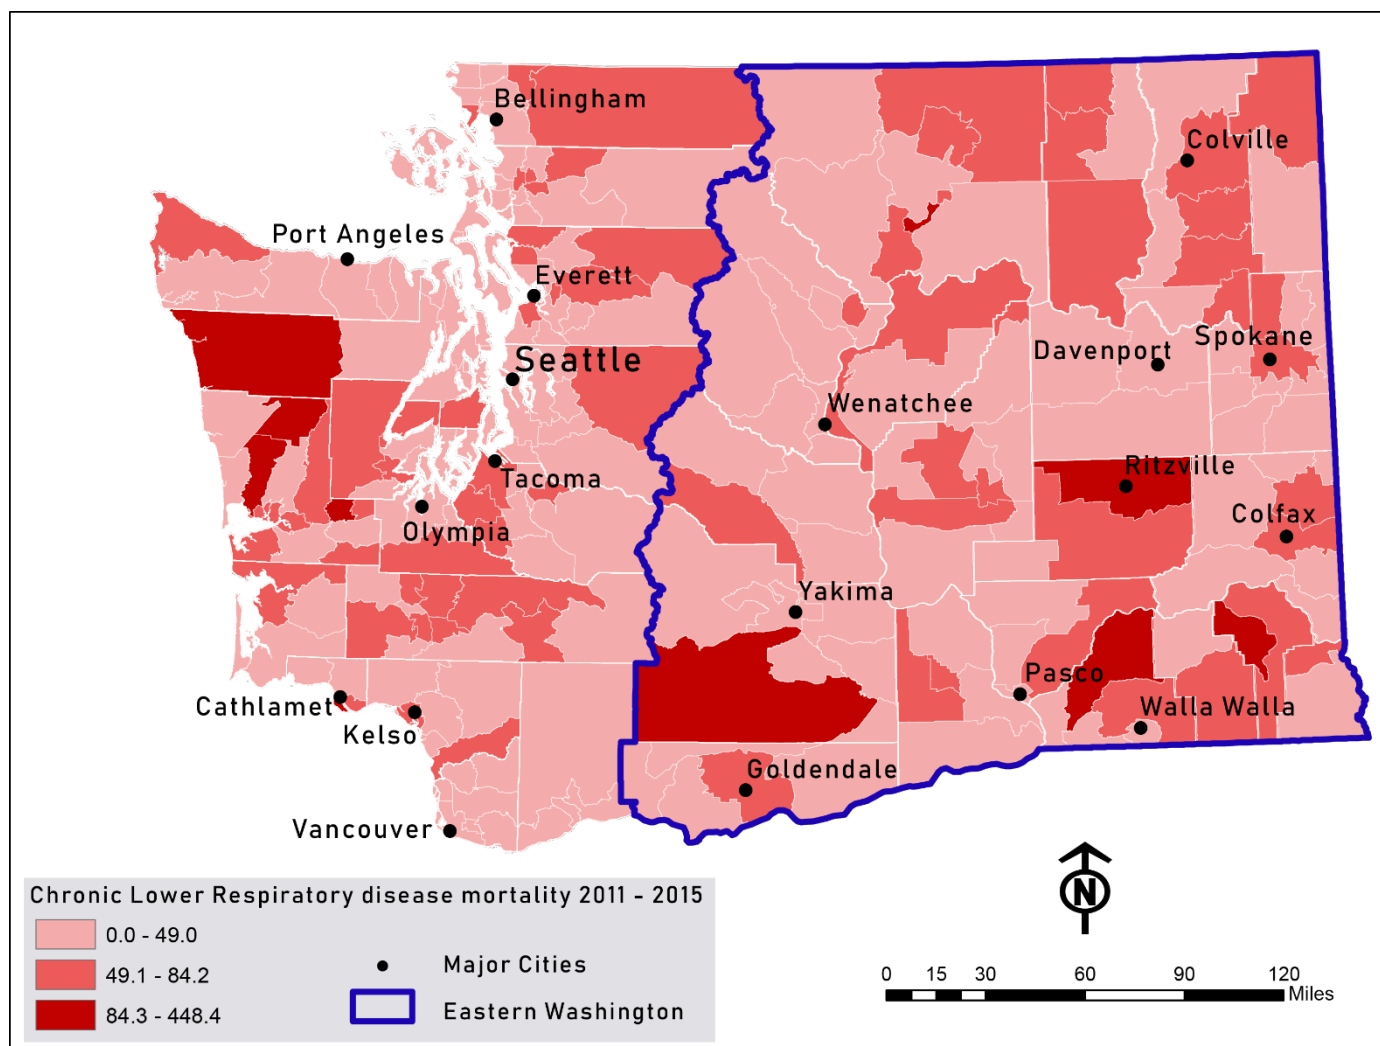 Bellingham
Colville
Port Angeles
Everett
Seattle
Davenport
Spokane
Wenatchee
Tacoma
Ritzville
Olympia
Colfax
Yakima
Cathlamet
Pasco
Kelso
Walla Walla
Goldendale
Vancouver
Chronic Lower Respiratory disease mortality 2011 - 2015
0.0 - 49.0
49.1 - 84.2
84.3 - 448.4
Major Cities
Eastern Washington
N
0 15 30 60 90 120
Miles